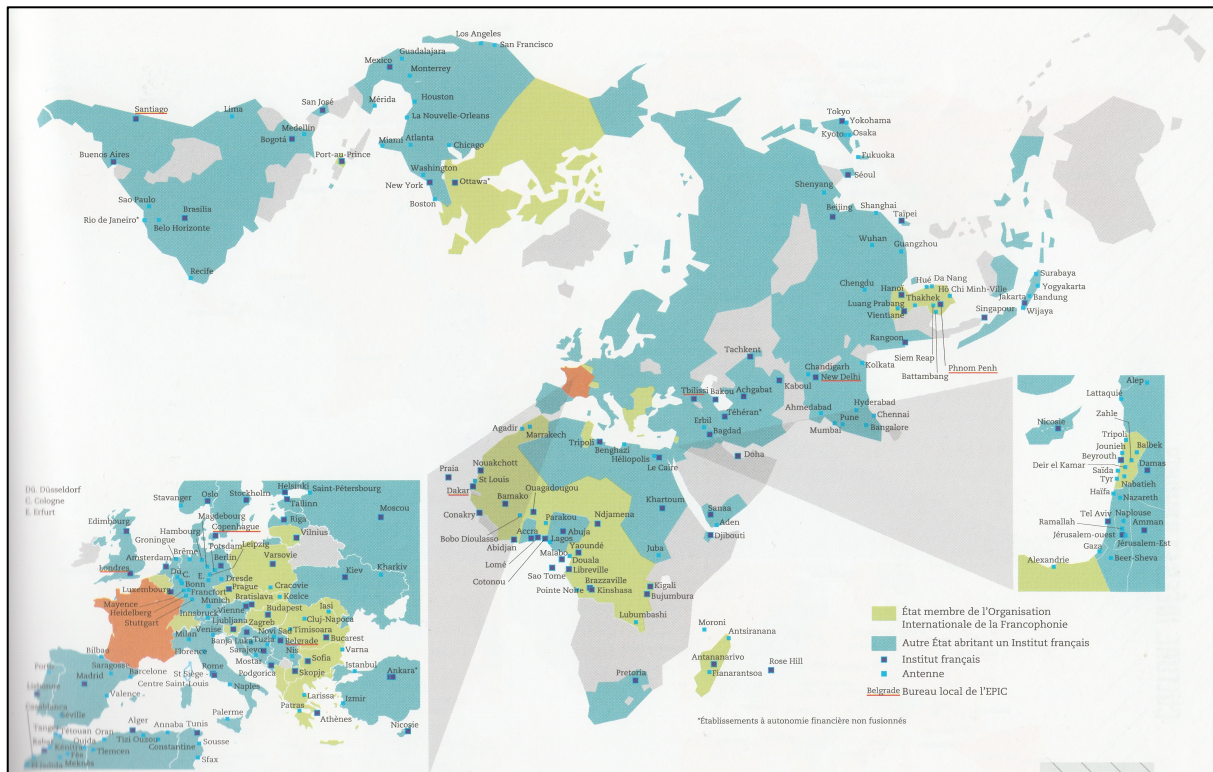 Los Angeles
San Francisco
Guadalajara
Mexico
Monterrey
Santiago
Lima
San José
Mérida
Houston
La Nouvelle-Orleans
Medellín
Bogotá
Miami
Atlanta
Chicago
Buenos Aires
Port-au-Prince
Washington
New York
Ottawa*
Boston
Sao Paulo
Brasilia
Rio de Janeiro*
Belo Horizonte
Recife
Tokyo
Yokohama
Kyoto
Osaka
Fukuoka
Séoul
Shenyang
Beijing
Shanghai
Taïpei
Wuhan
Guangzhou
Chengdu
Hué
Da Nang
Hanoï
Hô Chi Minh-Ville
Luang Prabang
Thakhek
Vientiane
Surabaya
Yogyakarta
Jakarta
Bandung
Singapour
Wijaya
Rangoon
Siem Reap
Phnom Penh
Battambang
Tachkent
Chandigarh
Kolkata
New Delhi
Kaboul
Tbilissi
Bakou
Achgabat
Téhéran*
Ahmedabad
Hyderabad
Pune
Chennai
Mumbai
Bangalore
Erbil
Bagdad
Agadir
Marrakech
Tripoli
Benghazi
Héliopolis
Le Caire
Doha
Praia
Nouakchott
St Louis
Ouagadougou
Dakar
Bamako
Parakou
Ndjamena
Khartoum
Sanaa
Aden
Djibouti
Conakry
Accra
Abuja
Bobo Dioulasso
Lagos
Abidjan
Yaoundé
Juba
Malabo
Douala
Lomé
Libreville
Cotonou
Sao Tome
Brazzaville
Kigali
Pointe Noire
Kinshasa
Bujumbura
Lubumbashi
Moroni
Antsiranana
Antananarivo
Fianarantsoa
Rose Hill
Pretoria
Alep
Lattaquié
Zahle
Nicosie
Tripoli
Jounieh
Balbek
Beyrouth
Deir el Kamar
Damas
Saïda
Tyr
Nabatieh
Haïfa
Nazareth
Tel Aviv
Naplouse
Ramallah
Amman
Jérusalem-ouest
Jérusalem-Est
Gaza
Alexandrie
Beer-Sheva
DG. Düsseldorf
C. Cologne
E. Erfurt
Stavanger
Oslo
Stockholm
Helsinki
Saint-Pétersbourg
Tallinn
Magdebourg
Moscou
Edimbourg
Hambourg
Copenhague
Riga
Groningue
Vilnius
Potsdam
Leipzig
Amsterdam
Brême
Berlin
Varsovie
Londres
Dü.
C.
E.
Dresde
Kiev
Kharkiv
Luxembourg
Bonn
Prague
Cracovie
Francfort
Bratislava
Kosice
Mayence
Munich
Heidelberg
Vienne
Budapest
Iasi
Stuttgart
Innsbruck
Ljubljana
Zagreb
Cluj-Napoca
Venise
Novi Sad
Timisoara
Milan
Banja Luka
Tuzla
Belgrade
Bucarest
Bilbao
Florence
Sarajevo
Nis
Varna
Saragosse
Rome
Mostar
Sofia
Barcelone
St Siège
Podgorica
Skopje
Istanbul
Madrid
Centre Saint-Louis
Ankara*
Valence
Naples
Larissa
Izmir
Lisbonne
Patras
Casablanca
Séville
Palerme
Athènes
Nicosie
Alger
Annaba
Tunis
Tétouan
Oran
Rabat
Oujda
Tizi Ouzou
Sousse
Kénitra
Tlemcen
Constantine
Fès
Sfax
Meknès
El Jadida
État membre de l'Organisation
Internationale de la Francophonie
Autre État abritant un Institut français
Institut français
Antenne
Belgrade Bureau local de l'EPIC
*Établissements à autonomie financière non fusionnés